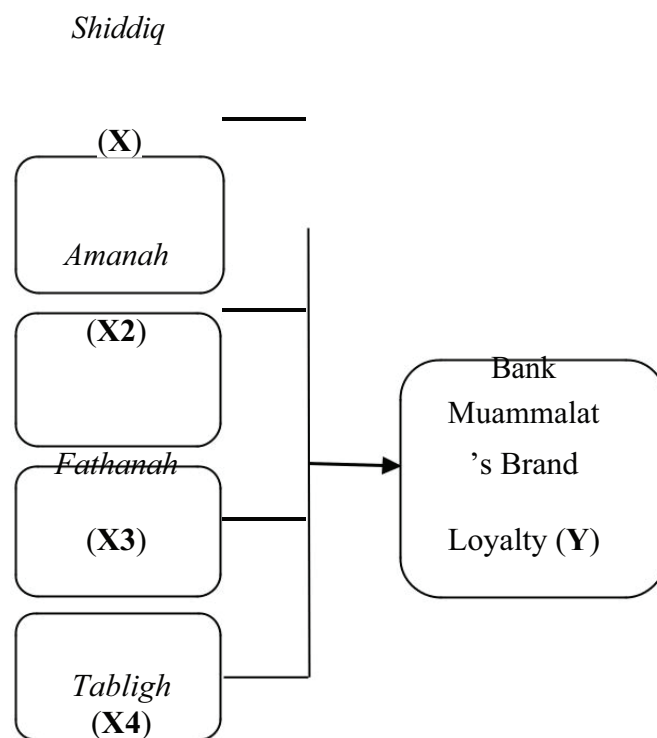 Shiddiq
(X)
Amanah
(X2)
Fathanah
(X3)
Tabligh
(X4)
Bank
Muammalat
’s Brand
Loyalty (Y)